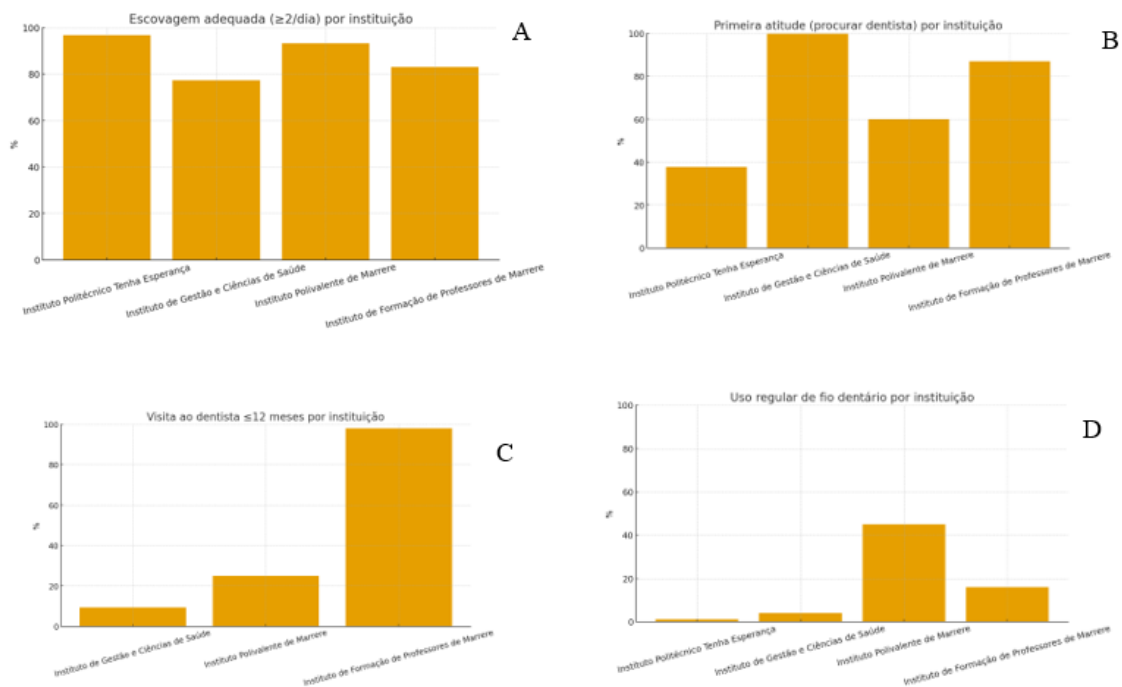 Escovagem adequada (≥2/dia) por instituição
A
100
80
60
40
20
0
%
Instituto Politécnico Tenha Esperança
Instituto de Gestão e Ciências de Saúde
Instituto Polivalente de Marrere
Instituto de Formação de Professores de Marrere
Primeira atitude (procurar dentista) por instituição
B
100
80
60
40
20
0
%
Instituto Politécnico Tenha Esperança
Instituto de Gestão e Ciências de Saúde
Instituto Polivalente de Marrere
Instituto de Formação de Professores de Marrere
Visita ao dentista ≤12 meses por instituição
C
100
80
60
40
20
0
%
Instituto de Gestão e Ciências de Saúde
Instituto Polivalente de Marrere
Instituto de Formação de Professores de Marrere
Uso regular de fio dentário por instituição
D
100
80
60
40
20
0
%
Instituto Politécnico Tenha Esperança
Instituto de Gestão e Ciências de Saúde
Instituto Polivalente de Marrere
Instituto de Formação de Professores de Marrere